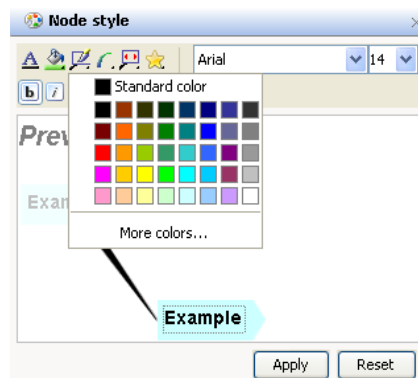 Node style
A Arial 14
b i
Standard color
Prev
Exam
More colors...
Example
Apply Reset